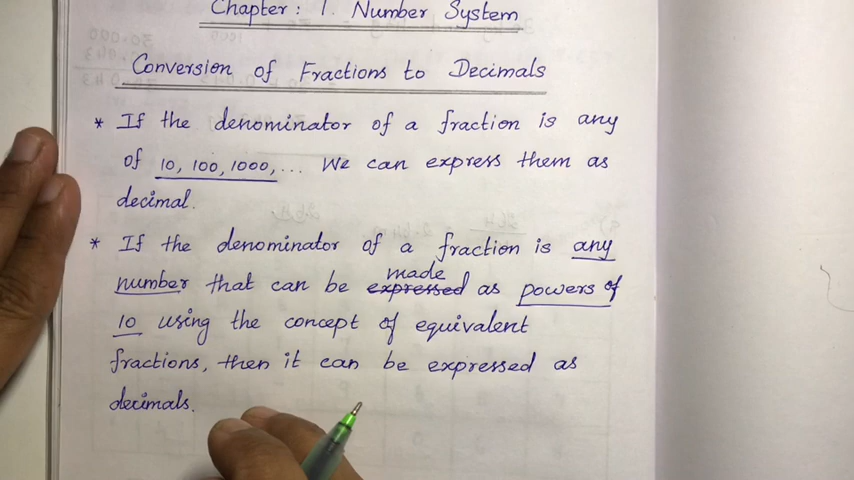 Chapter: 1. Number System
Conversion of Fractions to Decimals
* If the denominator of a fraction is any
of 10, 100, 1000,... We can express them as
decimal.
* If the denominator of a fraction is any
made
number that can be expressed as powers of
10 using the concept of equivalent
fractions, then it can be expressed as
decimals.